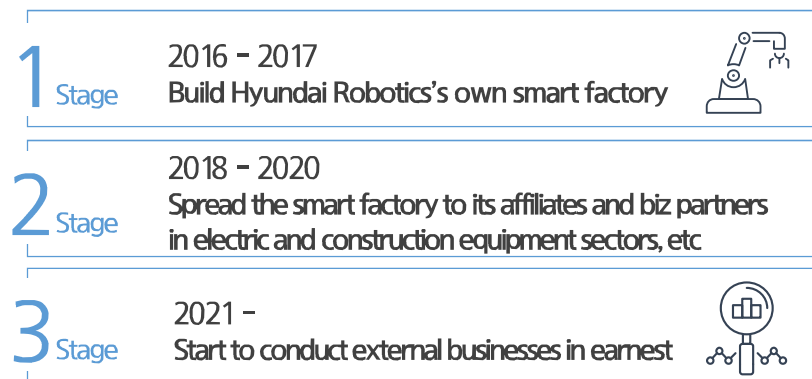 1 Stage
2016 - 2017
Build Hyundai Robotics's own smart factory
2 Stage
2018 - 2020
Spread the smart factory to its affiliates and biz partners
in electric and construction equipment sectors, etc
3 Stage
2021 -
Start to conduct external businesses in earnest